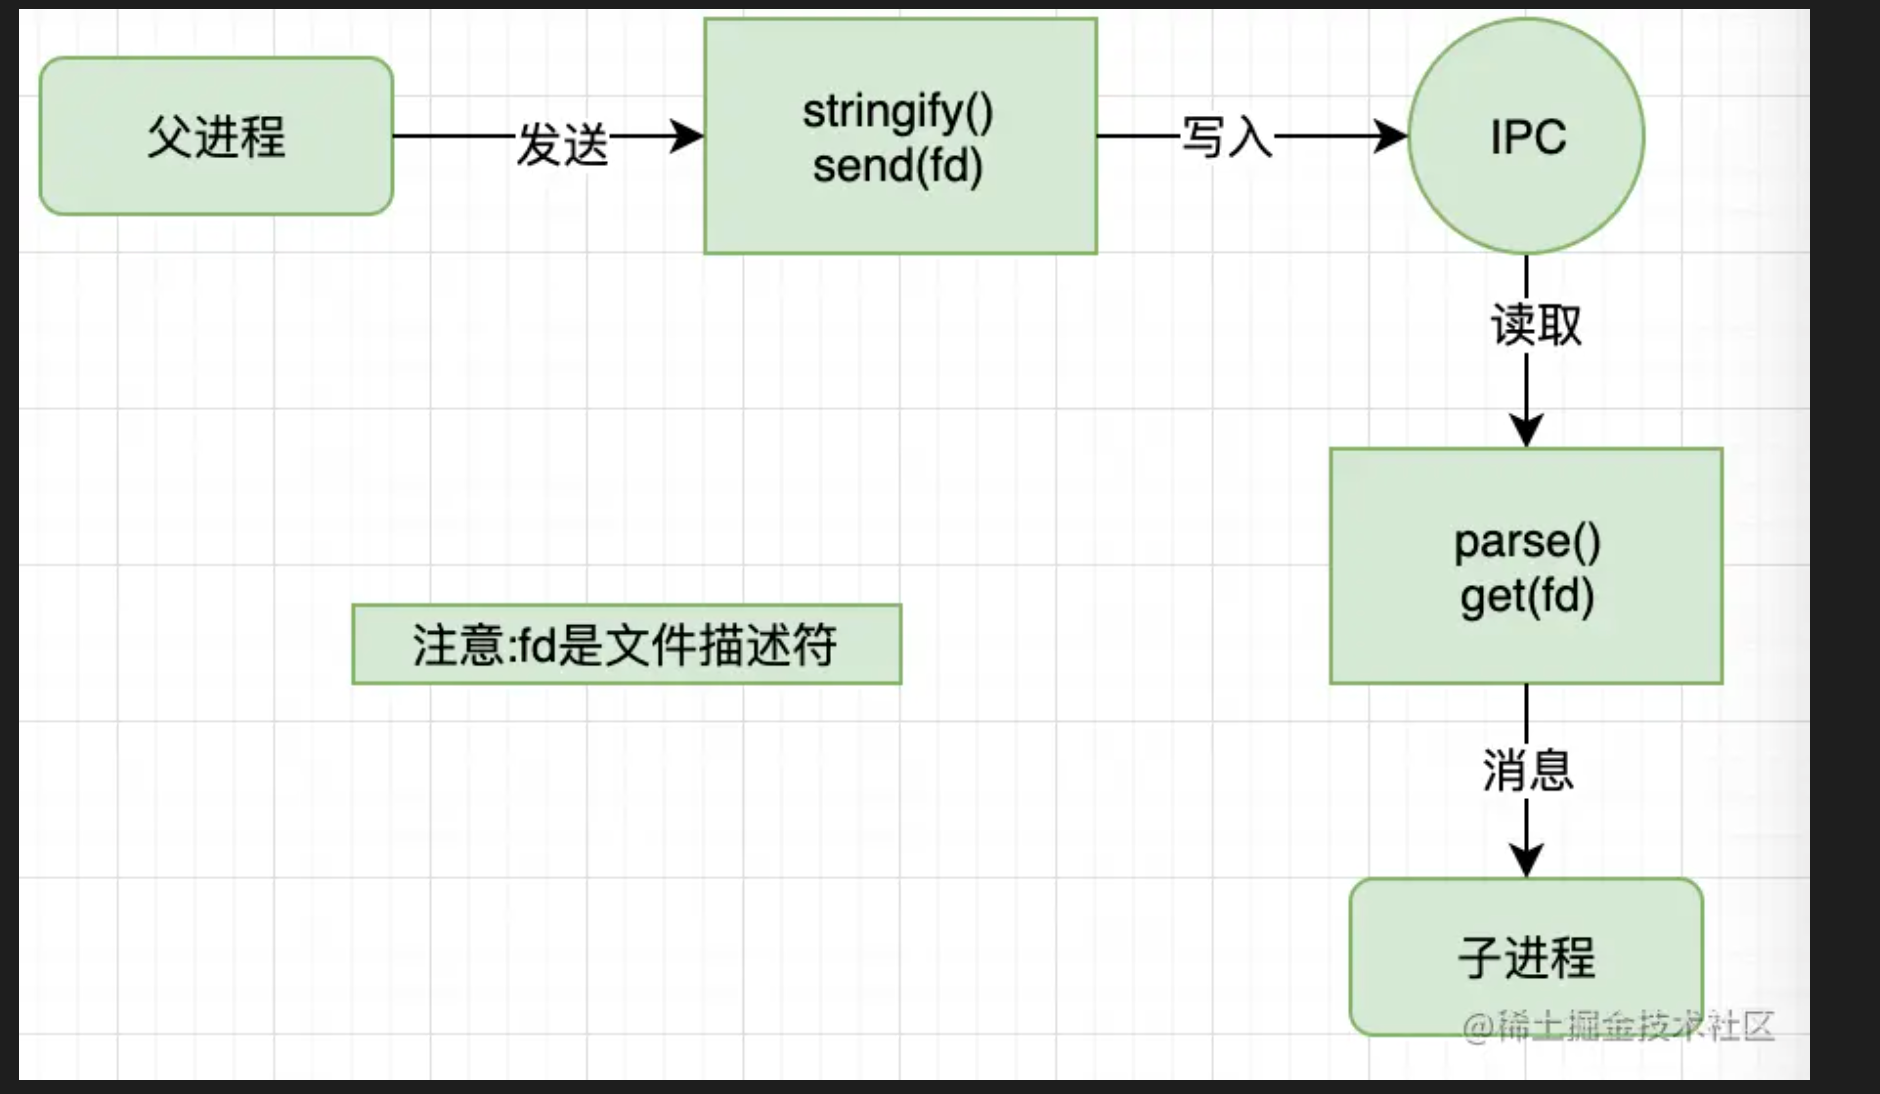 父进程
发送
stringify()
send(fd)
写入
IPC
读取
parse()
get(fd)
注意:fd是文件描述符
消息
子进程
@稀土掘金技术社区